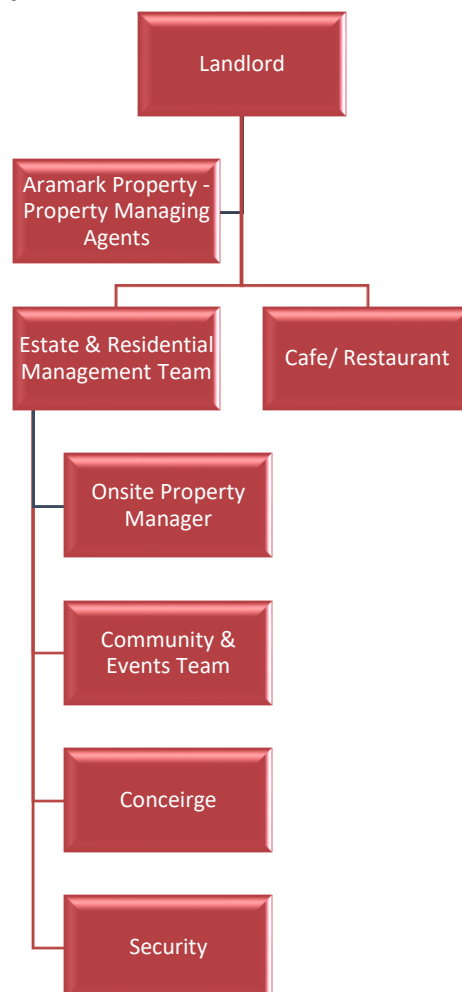 Landlord
Aramark Property -
Property Managing
Agents
Estate & Residential
Management Team
Cafe/ Restaurant
Onsite Property
Manager
Community &
Events Team
Conceirge
Security